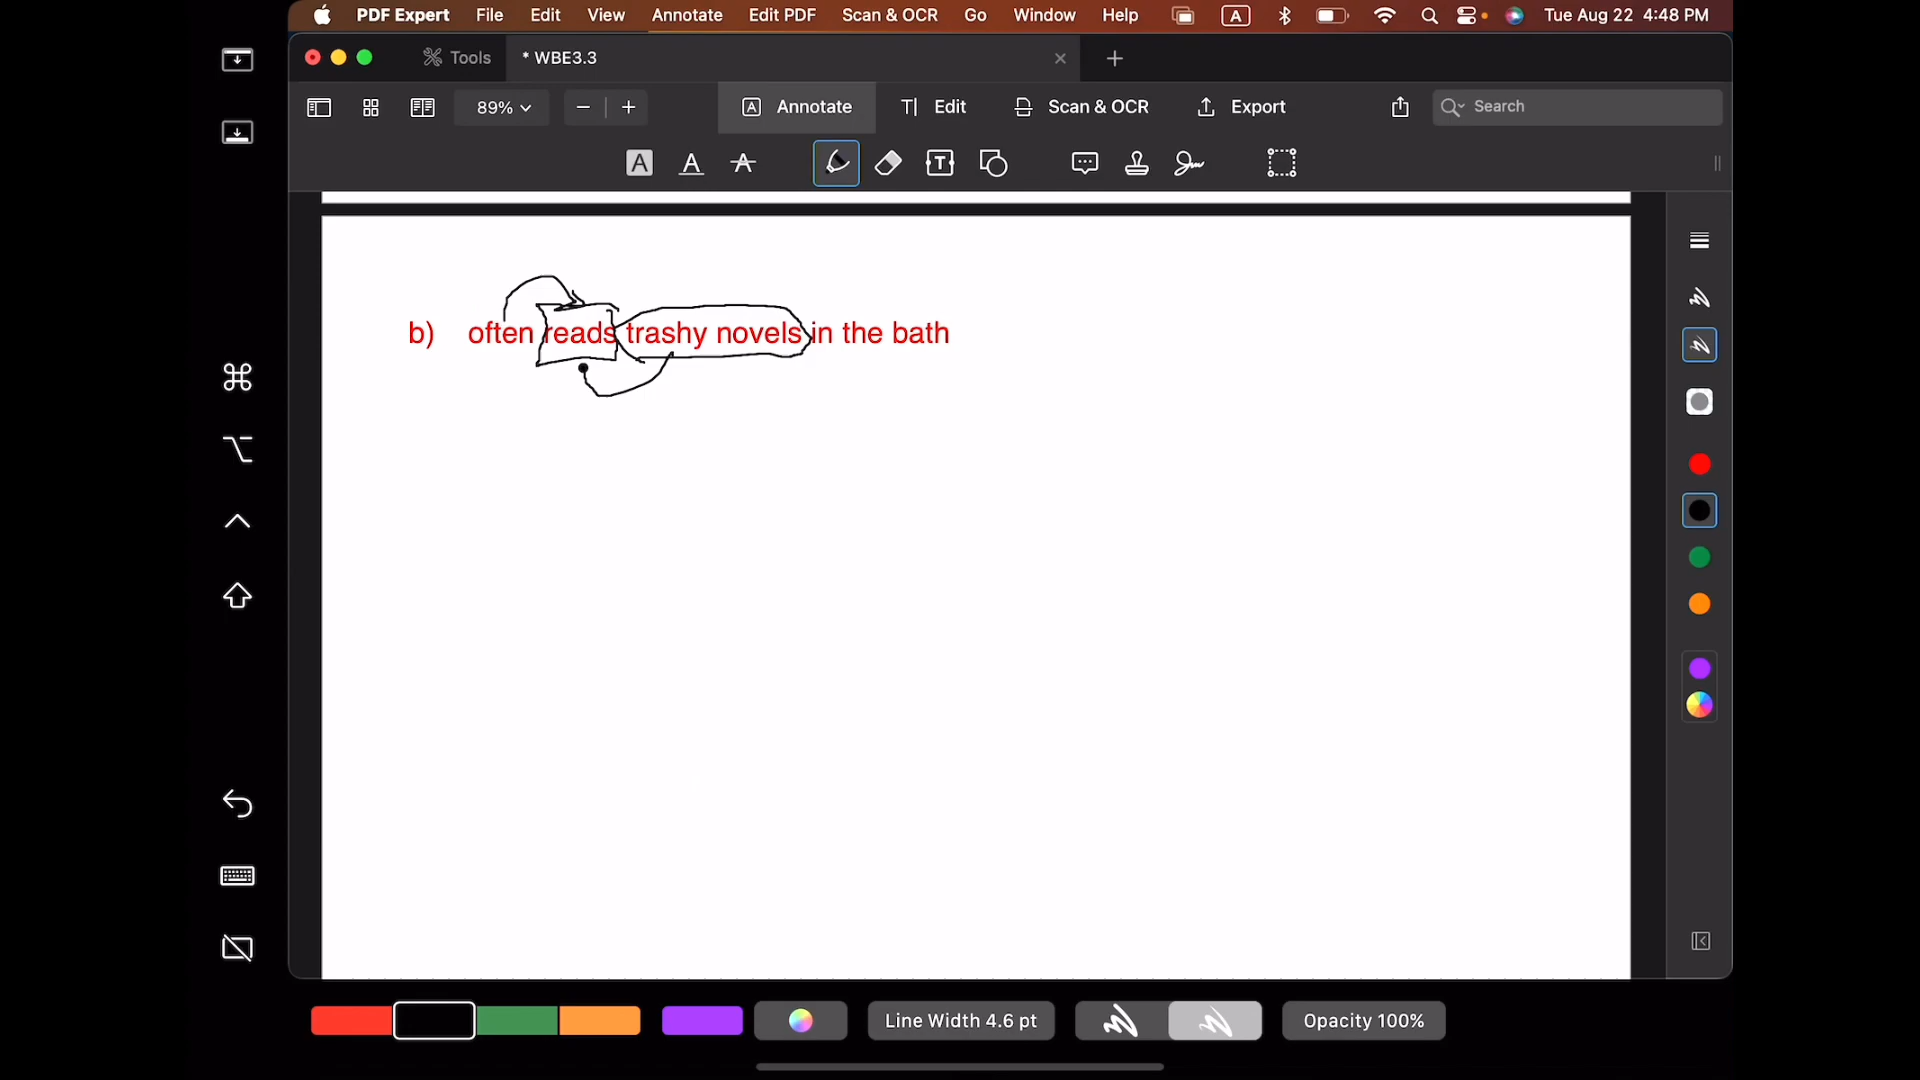 PDF Expert File Edit View Annotate Edit PDF Scan & OCR Go Window Help A Tue Aug 22 4:48 PM
Tools * WBE3.3
89% Annotate Edit Scan & OCR Export Search
A A A T
b) often reads trashy novels in the bath
Line Width 4.6 pt Opacity 100%